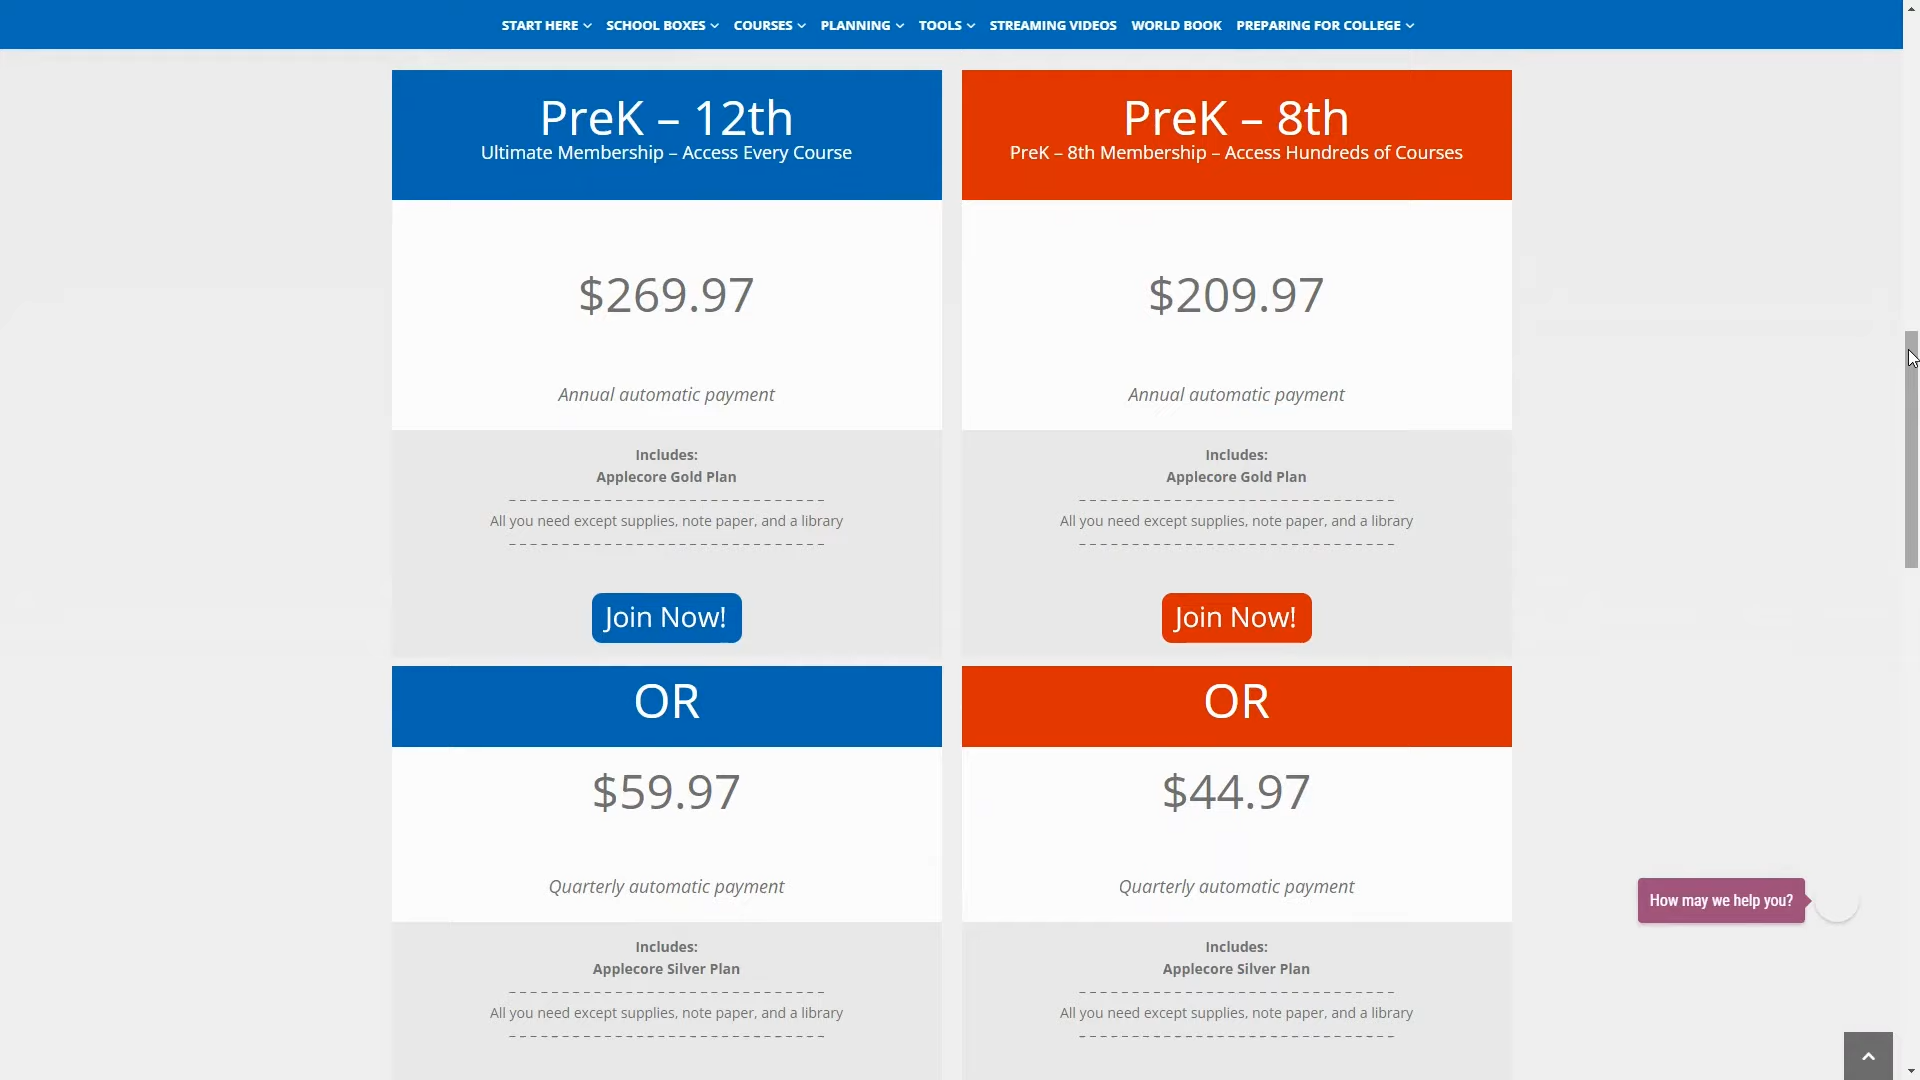 START HERE SCHOOL BOXES COURSES PLANNING TOOLS STREAMING VIDEOS WORLD BOOK PREPARING FOR COLLEGE
PreK – 12th
Ultimate Membership – Access Every Course
$269.97
Annual automatic payment
Includes:
Applecore Gold Plan
All you need except supplies, note paper, and a library
Join Now!
OR
$59.97
Quarterly automatic payment
Includes:
Applecore Silver Plan
All you need except supplies, note paper, and a library
PreK – 8th
PreK – 8th Membership – Access Hundreds of Courses
$209.97
Annual automatic payment
Includes:
Applecore Gold Plan
All you need except supplies, note paper, and a library
Join Now!
OR
$44.97
Quarterly automatic payment
Includes:
Applecore Silver Plan
All you need except supplies, note paper, and a library
How may we help you?